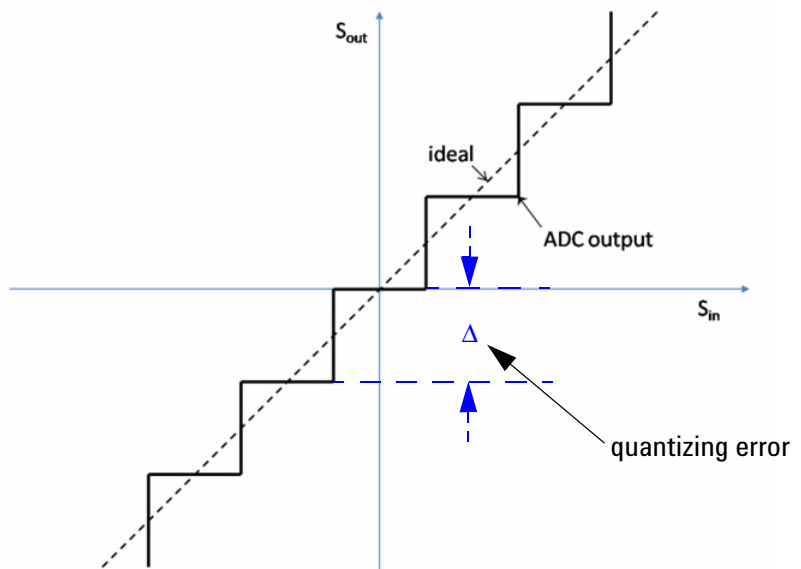 Sout
ideal
ADC output
Sin
Δ
quantizing error